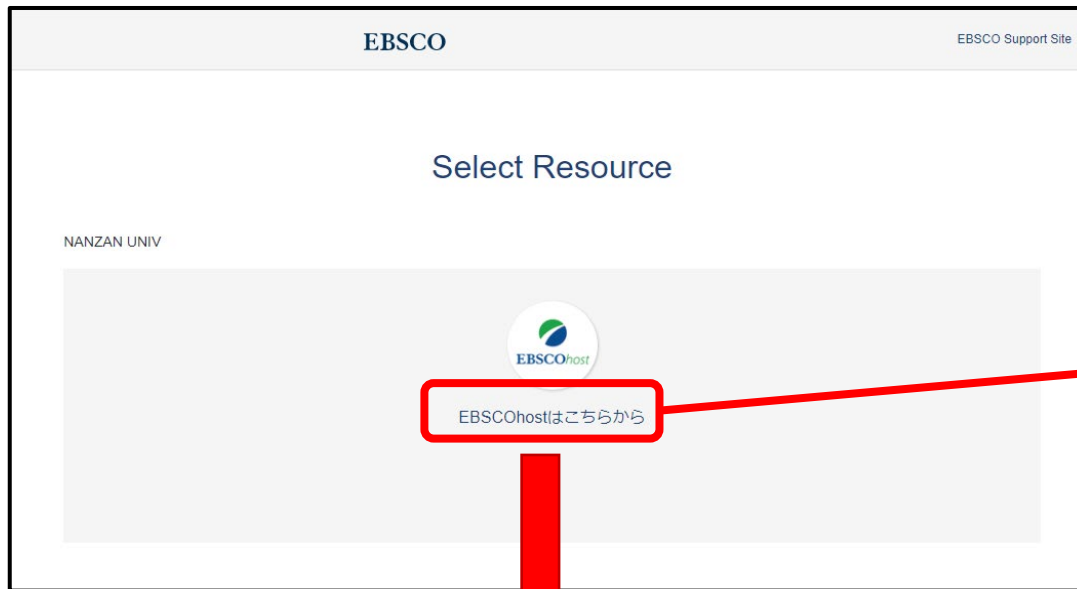 EBSCO
EBSCO Support Site
Select Resource
NANZAN UNIV
EBSCOhost
EBSCOhostはこちらから